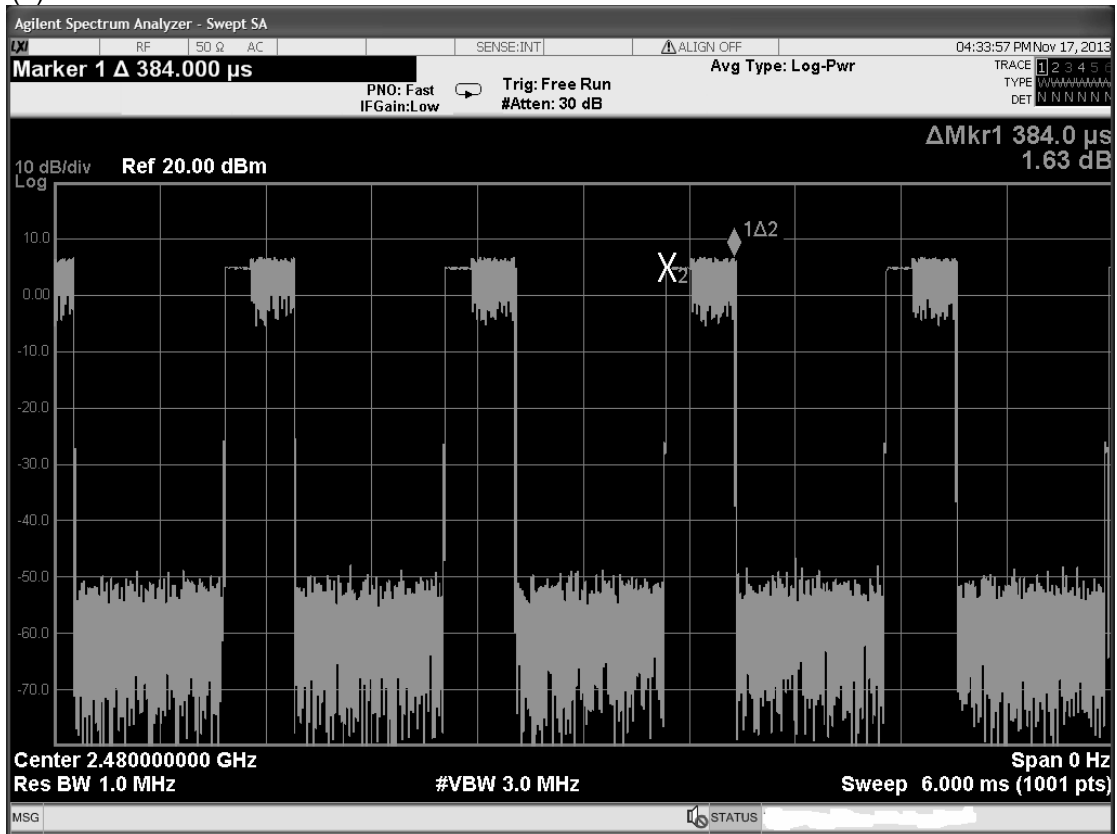 Agilent Spectrum Analyzer - Swept SA
LXI RF 50 Ω AC SENSE:INT ⚠ALIGN OFF 04:33:57 PM Nov 17, 2013
Marker 1 Δ 384.000 µs
PNO: Fast
IFGain:Low
Trig: Free Run
#Atten: 30 dB
Avg Type: Log-Pwr
TRACE 1 2 3 4 5 6
TYPE
DET N N N N N N
ΔMkr1 384.0 µs
1.63 dB
10 dB/div Ref 20.00 dBm
Log
10.0
0.00
-10.0
-20.0
-30.0
-40.0
-50.0
-60.0
-70.0
1Δ2
X2
Center 2.480000000 GHz Span 0 Hz
Res BW 1.0 MHz #VBW 3.0 MHz Sweep 6.000 ms (1001 pts)
MSG STATUS